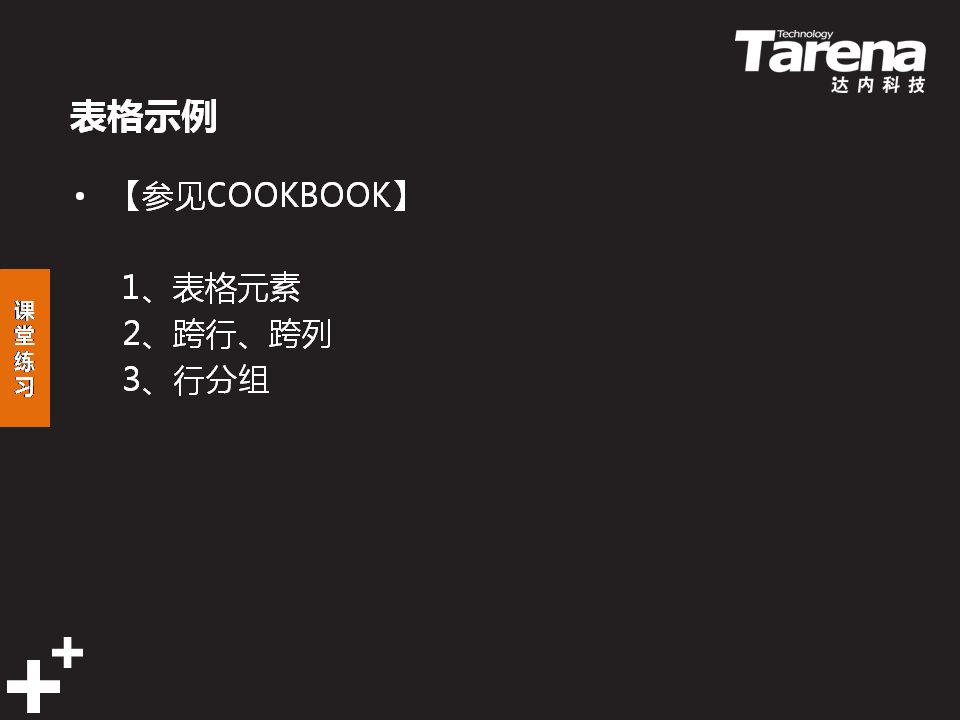 Technology
Tarena
达内科技
表格示例
• 【参见COOKBOOK】
1、表格元素
2、跨行、跨列
3、行分组
课堂练习